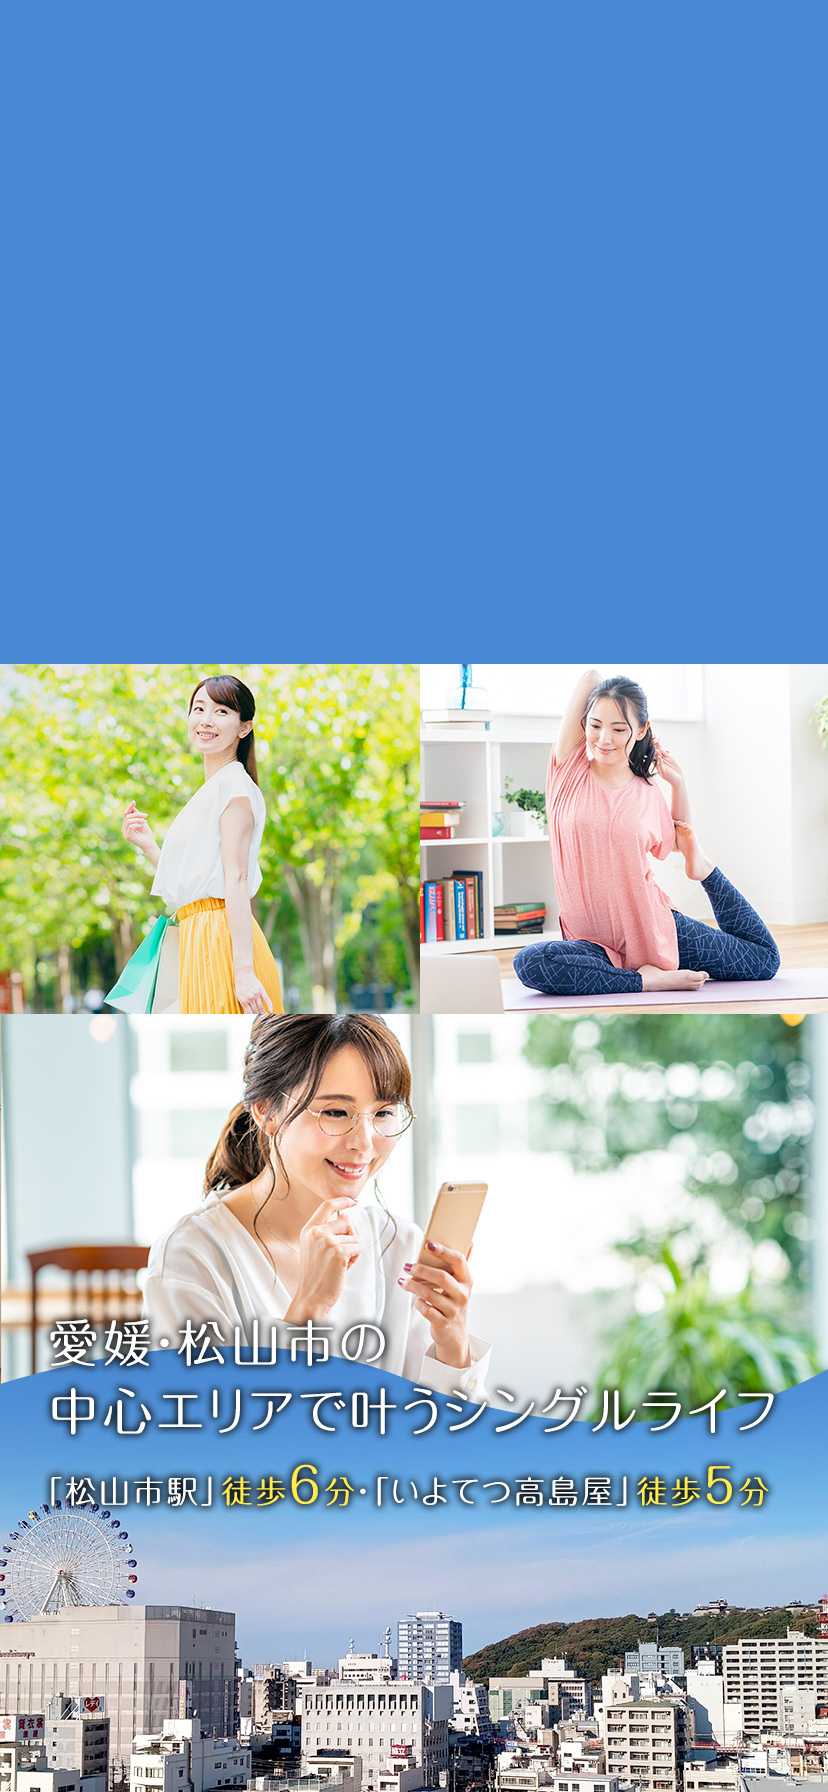 愛媛・松山市の
中心エリアで叶うシングルライフ
「松山市駅」徒歩6分・「いよてつ高島屋」徒歩5分